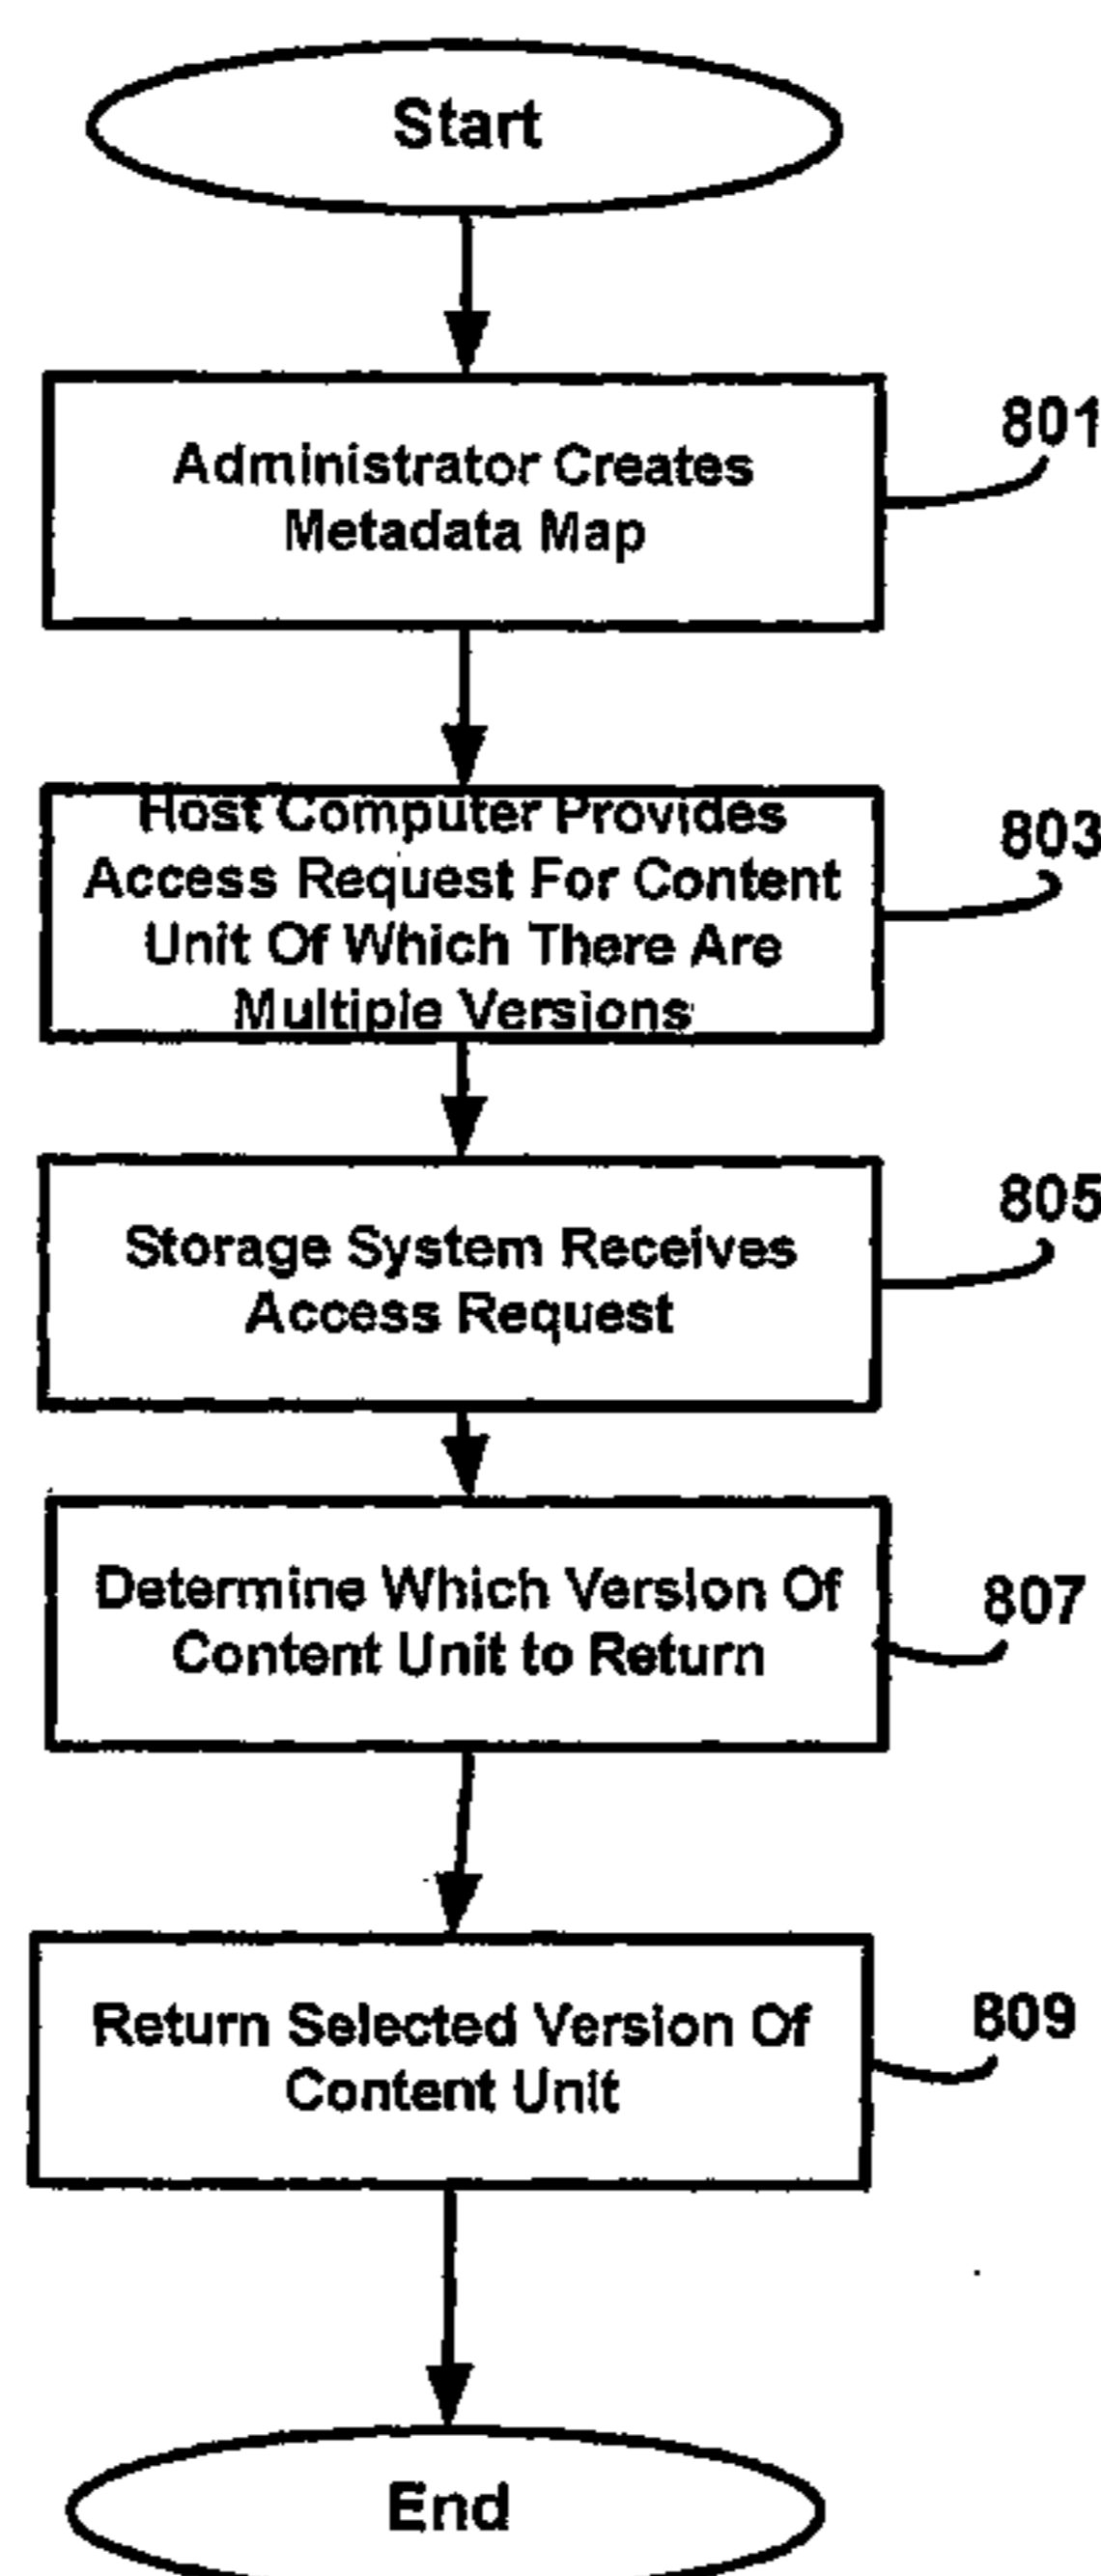 Start
Administrator Creates
Metadata Map
801
Host Computer Provides
Access Request For Content
Unit Of Which There Are
Multiple Versions
803
Storage System Receives
Access Request
805
Determine Which Version Of
Content Unit to Return
807
Return Selected Version Of
Content Unit
809
End